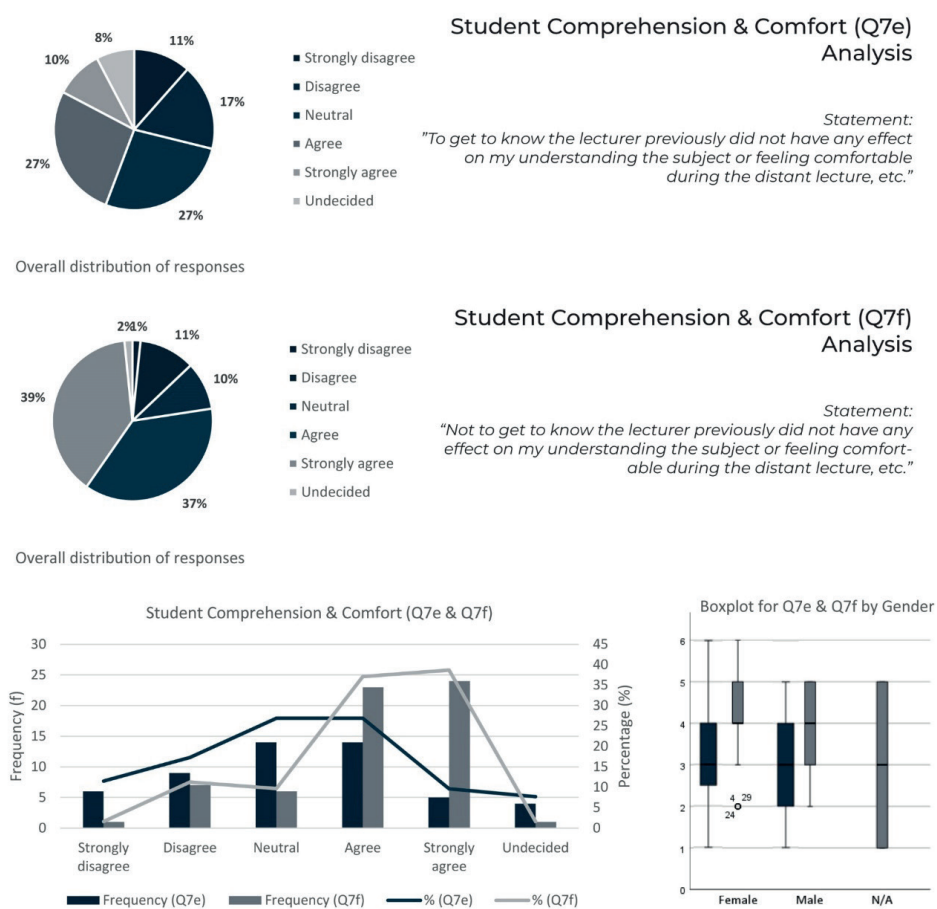 Student Comprehension & Comfort (Q7e)
Analysis
Statement:
"To get to know the lecturer previously did not have any effect
on my understanding the subject or feeling comfortable
during the distant lecture, etc."
8%
11%
10%
17%
27%
27%
Strongly disagree
Disagree
Neutral
Agree
Strongly agree
Undecided
Overall distribution of responses
Student Comprehension & Comfort (Q7f)
Analysis
Statement:
"Not to get to know the lecturer previously did not have any
effect on my understanding the subject or feeling comfort-
able during the distant lecture, etc."
2%
1%
11%
10%
39%
37%
Strongly disagree
Disagree
Neutral
Agree
Strongly agree
Undecided
Overall distribution of responses
Student Comprehension & Comfort (Q7e & Q7f)
Frequency (f)
30
25
20
15
10
5
0
45
40
35
30
25
20
15
10
5
0
Percentage (%)
Strongly disagree
Disagree
Neutral
Agree
Strongly agree
Undecided
Frequency (Q7e)
Frequency (Q7f)
% (Q7e)
% (Q7f)
Boxplot for Q7e & Q7f by Gender
6
5
4
3
2
1
0
4
29
24
Female
Male
N/A